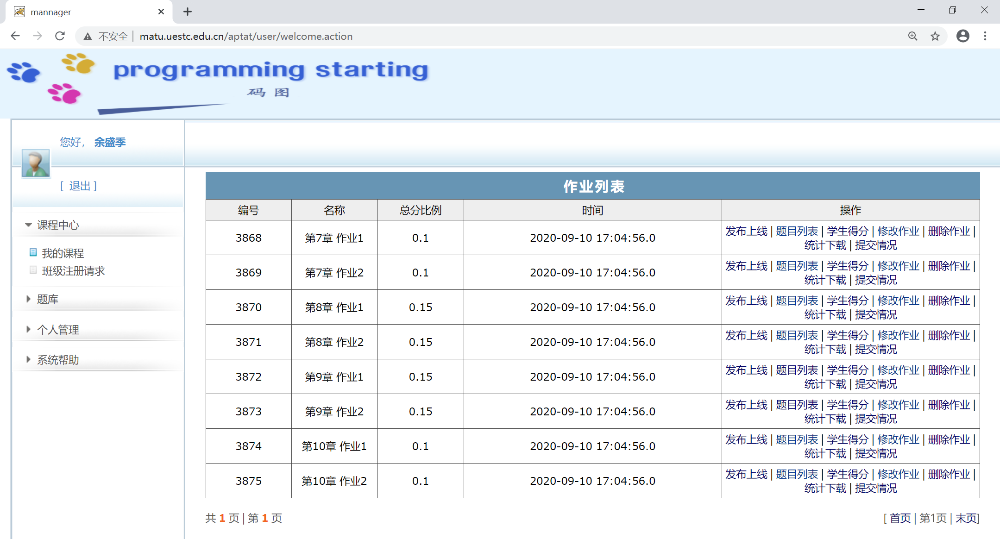 mannager
不安全 | matu.uestc.edu.cn/aptat/user/welcome.action
programming starting
码 图
您好， 余盛季
[ 退出 ]
课程中心
我的课程
班级注册请求
题库
个人管理
系统帮助
作业列表
编号 名称 总分比例 时间 操作
3868 第7章 作业1 0.1 2020-09-10 17:04:56.0 发布上线 | 题目列表 | 学生得分 | 修改作业 | 删除作业 |
统计下载 | 提交情况
3869 第7章 作业2 0.1 2020-09-10 17:04:56.0 发布上线 | 题目列表 | 学生得分 | 修改作业 | 删除作业 |
统计下载 | 提交情况
3870 第8章 作业1 0.15 2020-09-10 17:04:56.0 发布上线 | 题目列表 | 学生得分 | 修改作业 | 删除作业 |
统计下载 | 提交情况
3871 第8章 作业2 0.15 2020-09-10 17:04:56.0 发布上线 | 题目列表 | 学生得分 | 修改作业 | 删除作业 |
统计下载 | 提交情况
3872 第9章 作业1 0.15 2020-09-10 17:04:56.0 发布上线 | 题目列表 | 学生得分 | 修改作业 | 删除作业 |
统计下载 | 提交情况
3873 第9章 作业2 0.15 2020-09-10 17:04:56.0 发布上线 | 题目列表 | 学生得分 | 修改作业 | 删除作业 |
统计下载 | 提交情况
3874 第10章 作业1 0.1 2020-09-10 17:04:56.0 发布上线 | 题目列表 | 学生得分 | 修改作业 | 删除作业 |
统计下载 | 提交情况
3875 第10章 作业2 0.1 2020-09-10 17:04:56.0 发布上线 | 题目列表 | 学生得分 | 修改作业 | 删除作业 |
统计下载 | 提交情况
共 1 页 | 第 1 页 [ 首页 | 第1页 | 末页]